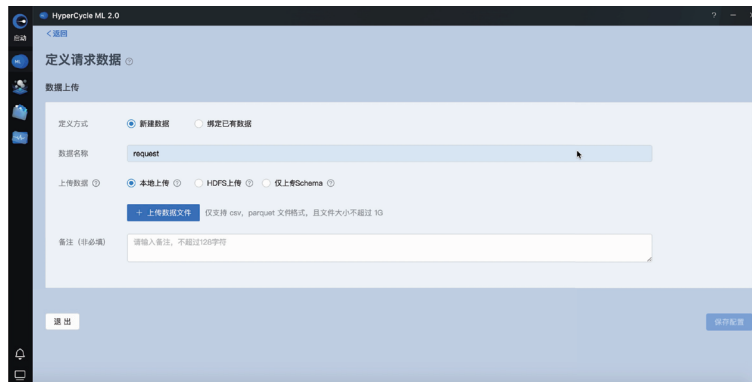 HyperCycle ML 2.0
启动
<返回
ML
定义请求数据
数据上传
定义方式 新建数据 绑定已有数据
数据名称 request
上传数据 本地上传 HDFS上传 仅上传Schema
+ 上传数据文件 仅支持 csv, parquet 文件格式, 且文件大小不超过 1G
备注(非必填) 请输入备注, 不超过128字符
退出 保存配置